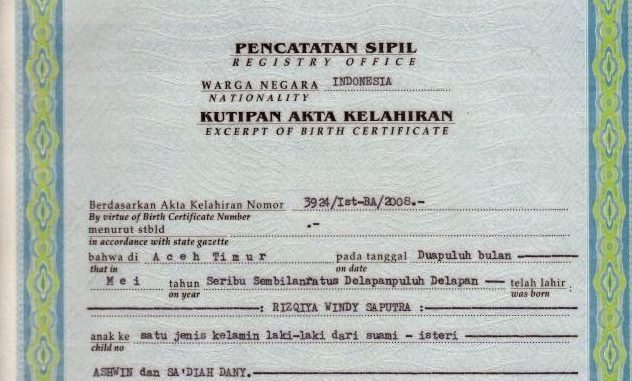 PENCATATAN SIPIL
REGISTRY OFFICE
WARGA NEGARA INDONESIA
NATIONALITY
KUTIPAN AKTA KELAHIRAN
EXCERPT OF BIRTH CERTIFICATE
Berdasarkan Akta Kelahiran Nomor 3924/Ist-BA/2008.-
By virtue of Birth Certificate Number
menurut stbld .-
in accordance with state gazette
bahwa di Aceh Timur pada tanggal Duapuluh bulan
that in on date
Mei tahun Seribu Sembilanratus Delapanpuluh Delapan telah lahir
on year was born
: RIZQIYA WINDY SAPUTRA :
anak ke satu jenis kelamin laki-laki dari suami - isteri
child no
ASHWIN dan SA'DIAH DANY.